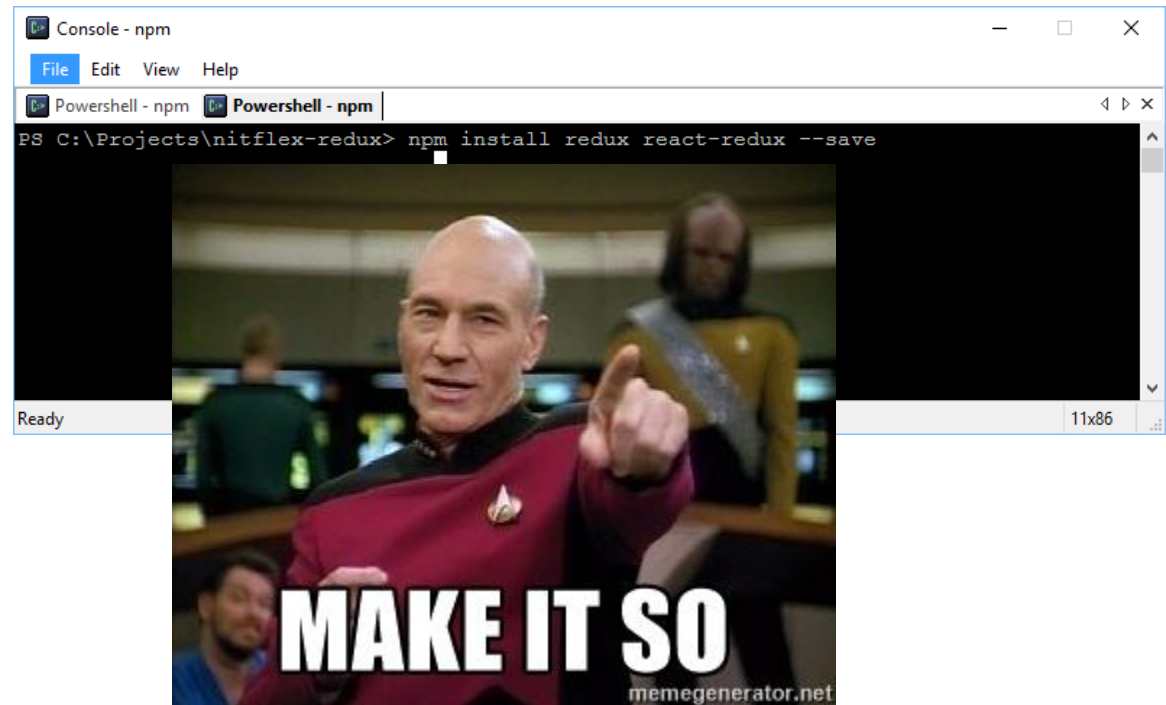 Console - npm
File Edit View Help
Powershell - npm Powershell - npm
PS C:\Projects\nitflex-redux> npm install redux react-redux --save
Ready 11x86
MAKE IT SO
memegenerator.net